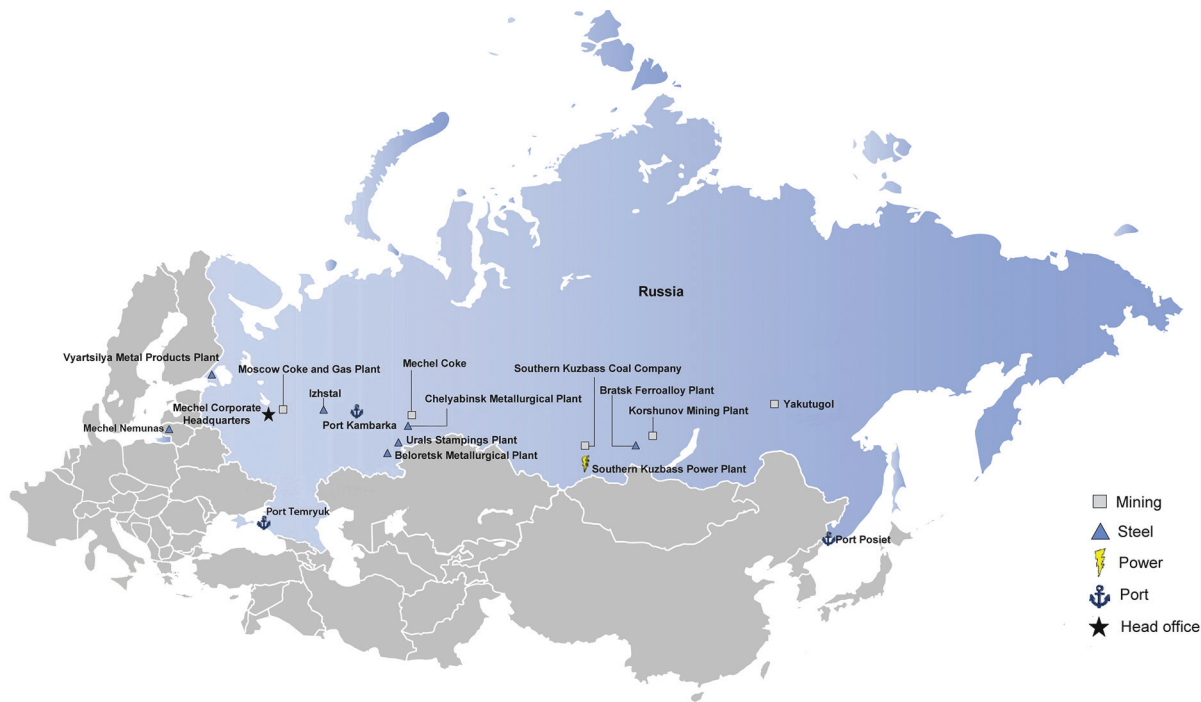 Russia
Vyartsilya Metal Products Plant
Moscow Coke and Gas Plant
Mechel Coke
Southern Kuzbass Coal Company
Izhstal
Chelyabinsk Metallurgical Plant
Bratsk Ferroalloy Plant
Mechel Corporate
Headquarters
Korshunov Mining Plant
Yakutugol
Port Kambarka
Mechel Nemunas
Urals Stampings Plant
Beloretsk Metallurgical Plant
Southern Kuzbass Power Plant
Port Temryuk
Port Posiet
Mining
Steel
Power
Port
Head office